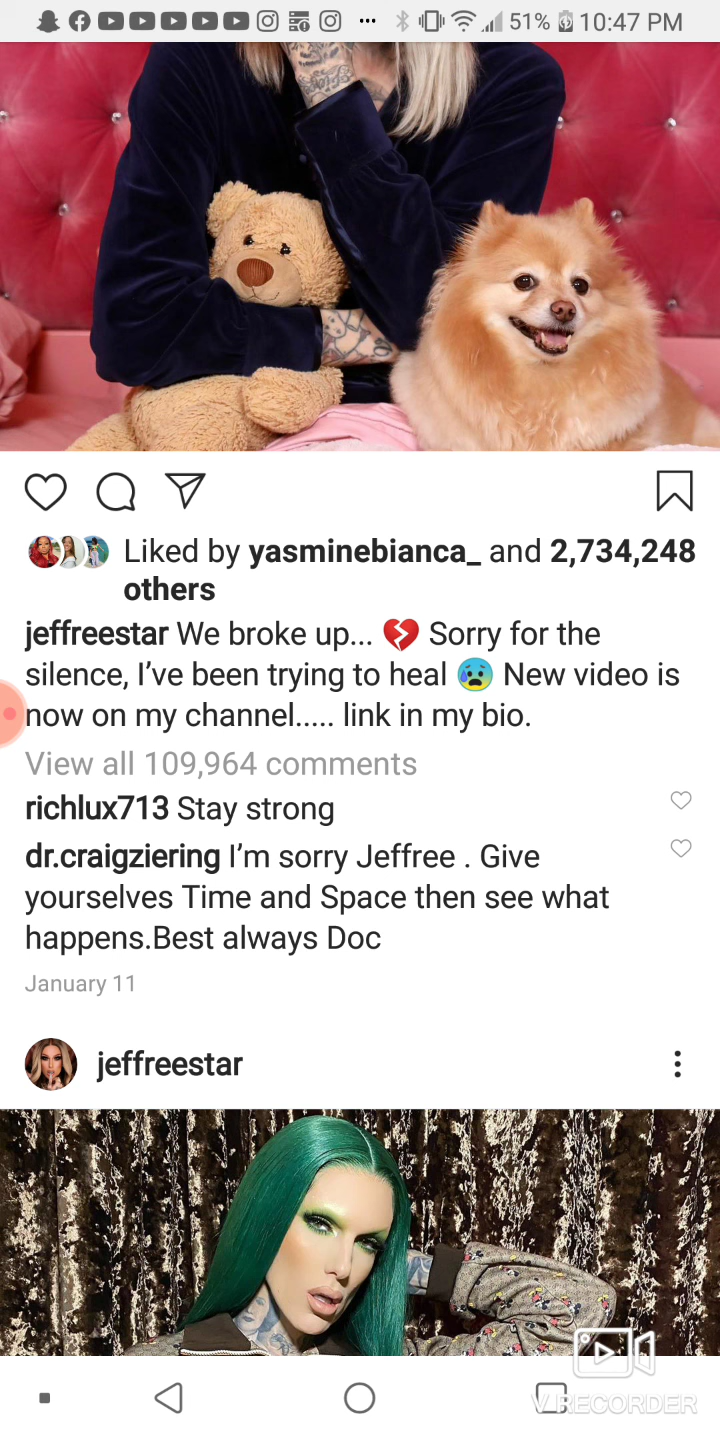 51% 10:47 PM
Liked by yasminebianca_ and 2,734,248
others
jeffreestar We broke up... 💔 Sorry for the
silence, I’ve been trying to heal 😰 New video is
now on my channel..... link in my bio.
View all 109,964 comments
richlux713 Stay strong
dr.craigziering I’m sorry Jeffree . Give
yourselves Time and Space then see what
happens.Best always Doc
January 11
jeffreestar
V RECORDER